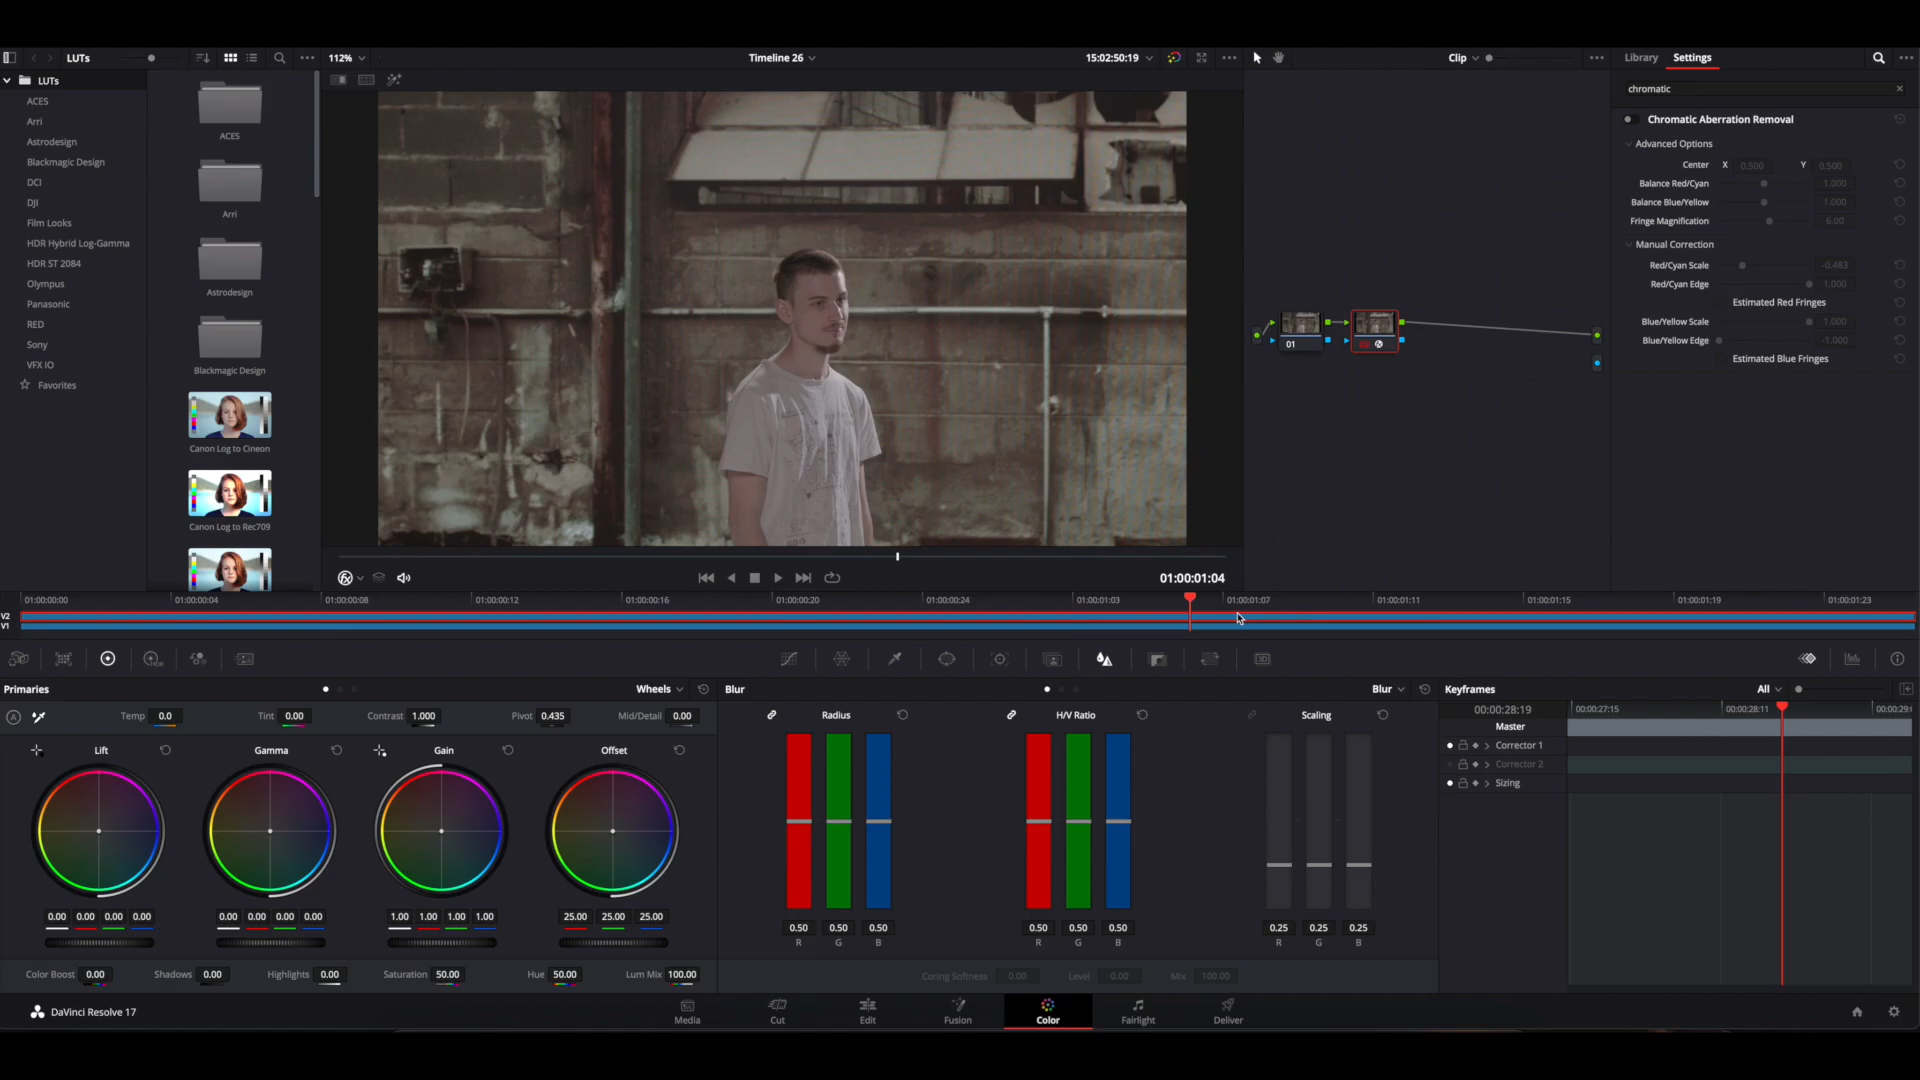 LUTs
112%
Timeline 26
15:02:50:19
Clip
Library
Settings
LUTs
ACES
Arri
Astrodesign
Blackmagic Design
DCI
DJI
Film Looks
HDR Hybrid Log-Gamma
HDR ST 2084
Olympus
Panasonic
RED
Sony
VFX IO
Favorites
ACES
Arri
Astrodesign
Blackmagic Design
Canon Log to Cineon
Canon Log to Rec709
01
chromatic
Chromatic Aberration Removal
Advanced Options
Center X 0.500 Y 0.500
Balance Red/Cyan 1.000
Balance Blue/Yellow 1.000
Fringe Magnification 6.00
Manual Correction
Red/Cyan Scale -0.483
Red/Cyan Edge 1.000
Estimated Red Fringes
Blue/Yellow Scale 1.000
Blue/Yellow Edge -1.000
Estimated Blue Fringes
01:00:01:04
01:00:00:00 01:00:00:04 01:00:00:08 01:00:00:12 01:00:00:16 01:00:00:20 01:00:00:24 01:00:01:03 01:00:01:07 01:00:01:11 01:00:01:15 01:00:01:19 01:00:01:23
V2
V1
HDR
3D
Primaries
Wheels
A
Temp 0.0 Tint 0.00 Contrast 1.000 Pivot 0.435 Mid/Detail 0.00
Lift Gamma Gain Offset
0.00 0.00 0.00 0.00 0.00 0.00 0.00 0.00 1.00 1.00 1.00 1.00 25.00 25.00 25.00
Color Boost 0.00 Shadows 0.00 Highlights 0.00 Saturation 50.00 Hue 50.00 Lum Mix 100.00
Blur
Blur
Radius H/V Ratio Scaling
0.50 0.50 0.50 0.50 0.50 0.50 0.25 0.25 0.25
R G B R G B R G B
Coring Softness 0.00 Level 0.00 Mix 100.00
Keyframes
All
00:00:28:19
00:00:27:15 00:00:28:11
Master
Corrector 1
Corrector 2
Sizing
DaVinci Resolve 17
Media
Cut
Edit
Fusion
Color
Fairlight
Deliver